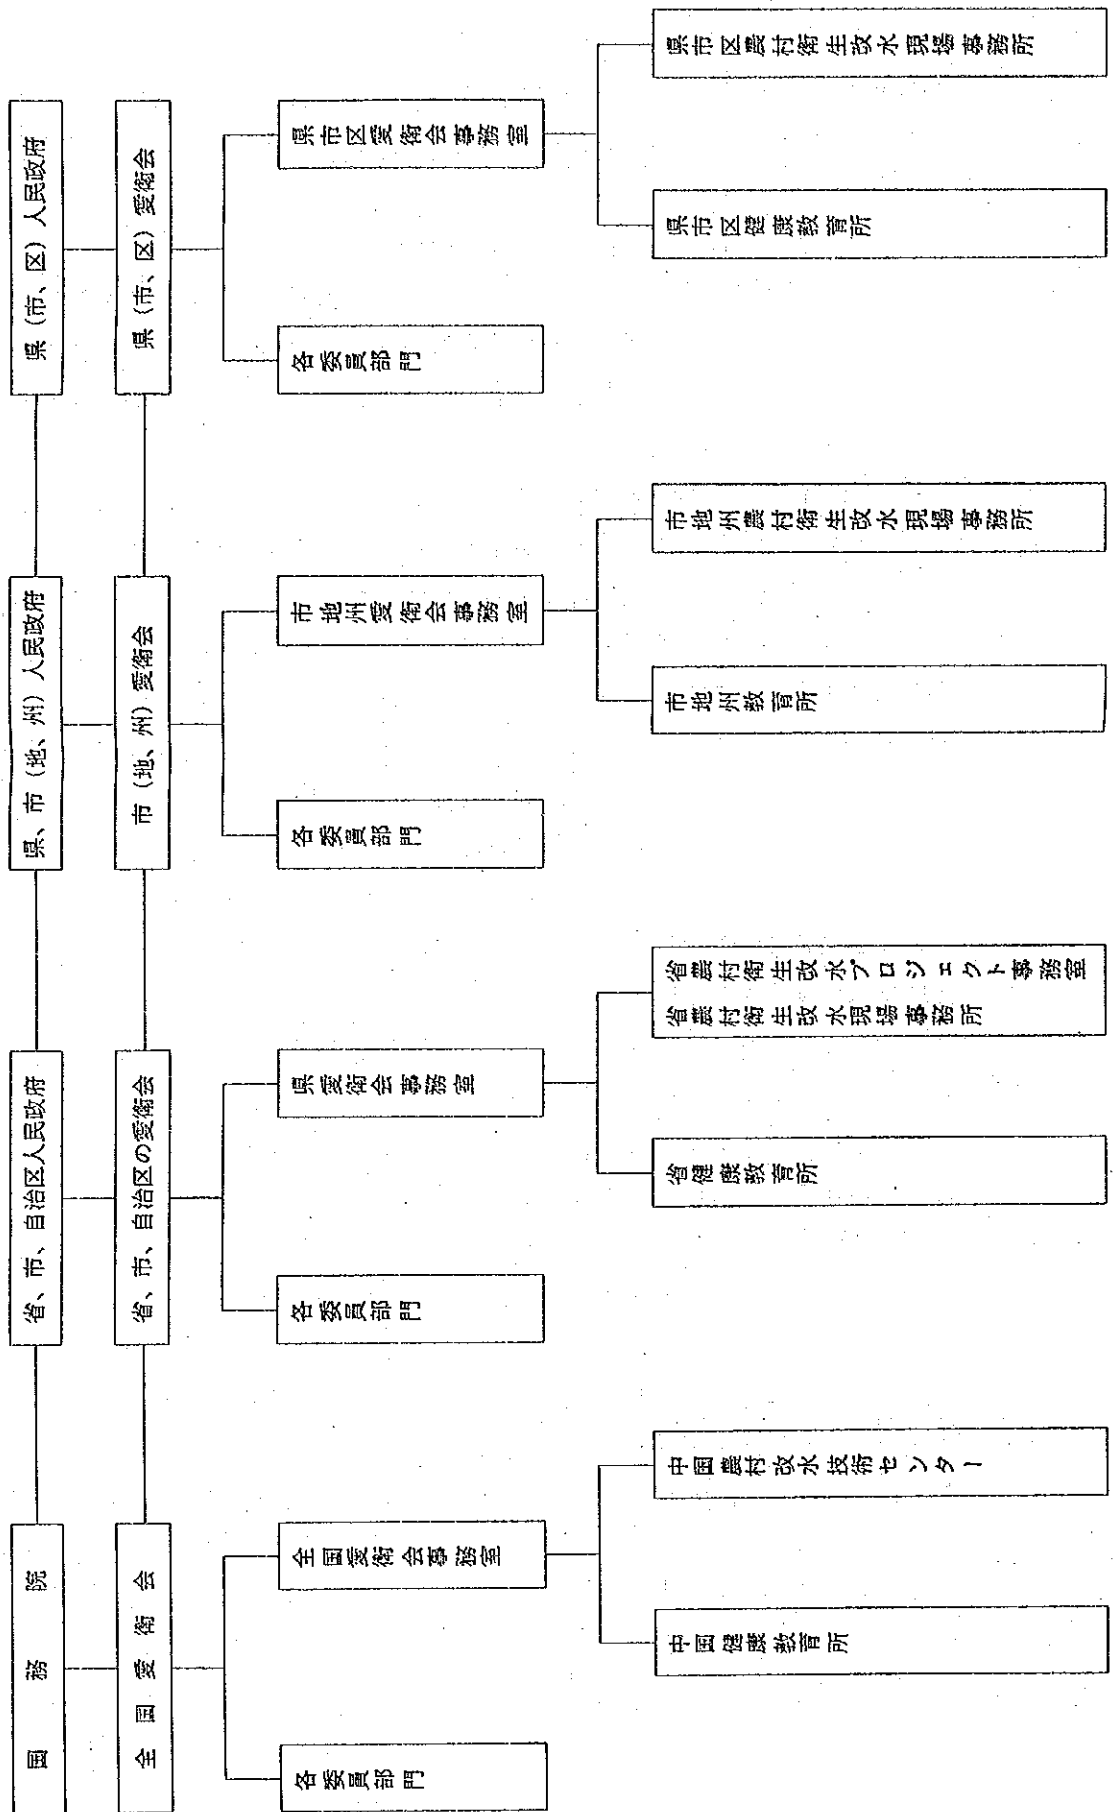 国務院
省、市、自治区人民政府
県、市（地、州）人民政府
県（市、区）人民政府
全国愛衛会
省、市、自治区の愛衛会
市（地、州）愛衛会
県（市、区）愛衛会
各委員部門
全国愛衛会事務室
各委員部門
県愛衛会事務室
各委員部門
市地州愛衛会事務室
各委員部門
県市区愛衛会事務室
中国健康教育所
中国農村改水技術センター
省健康教育所
省農村衛生改水プロジェクト事務室
省農村衛生改水現場事務所
市地州教育所
市地州農村衛生改水現場事務所
県市区健康教育所
県市区農村衛生改水現場事務所